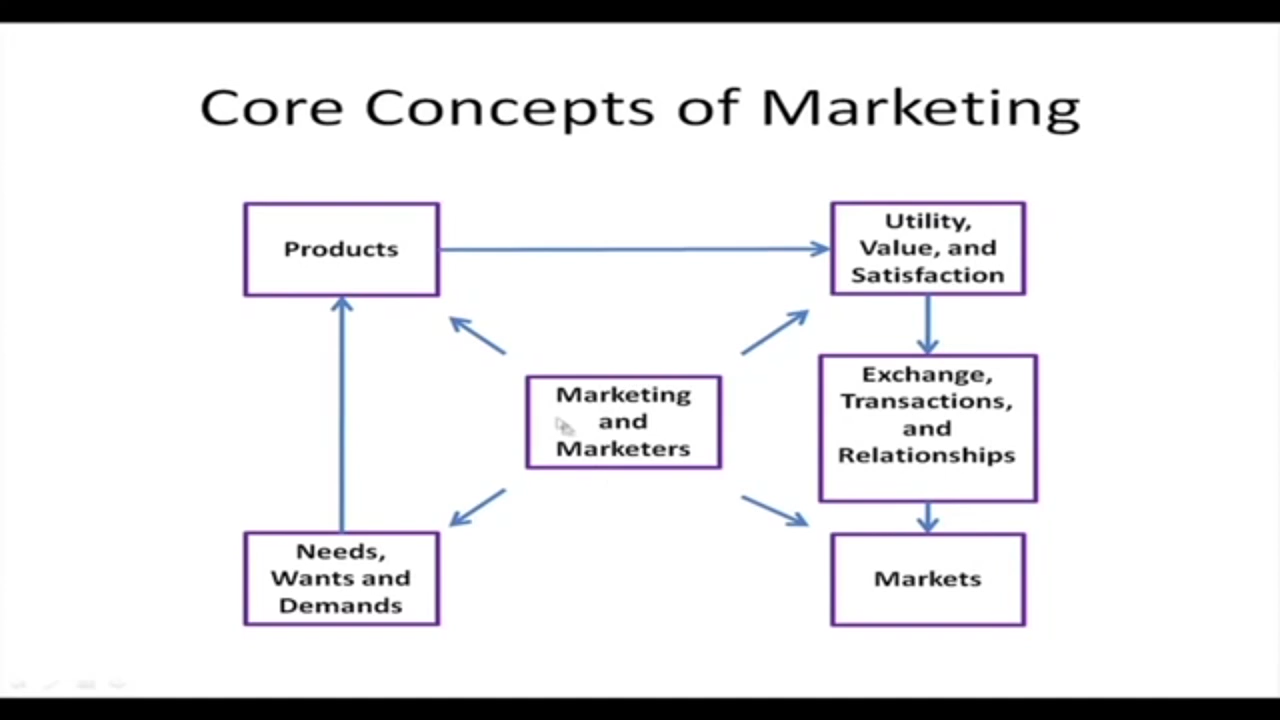 Core Concepts of Marketing
Products
Utility,
Value, and
Satisfaction
Marketing
and
Marketers
Exchange,
Transactions,
and
Relationships
Needs,
Wants and
Demands
Markets